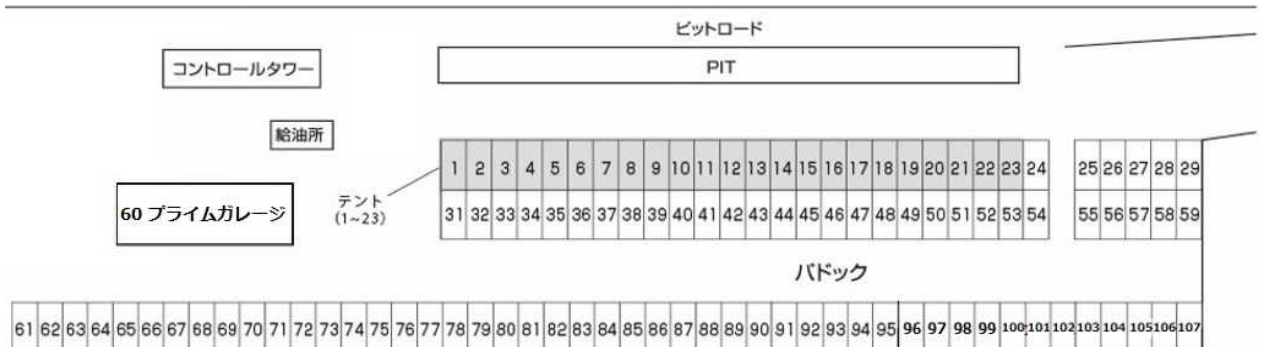 ピットロード
コントロールタワー
PIT
給油所
1 2 3 4 5 6 7 8 9 10 11 12 13 14 15 16 17 18 19 20 21 22 23 24 25 26 27 28 29
60 プライムガレージ
テント
(1~23)
31 32 33 34 35 36 37 38 39 40 41 42 43 44 45 46 47 48 49 50 51 52 53 54 55 56 57 58 59
パドック
61 62 63 64 65 66 67 68 69 70 71 72 73 74 75 76 77 78 79 80 81 82 83 84 85 86 87 88 89 90 91 92 93 94 95 96 97 98 99 100 101 102 103 104 105 106 107